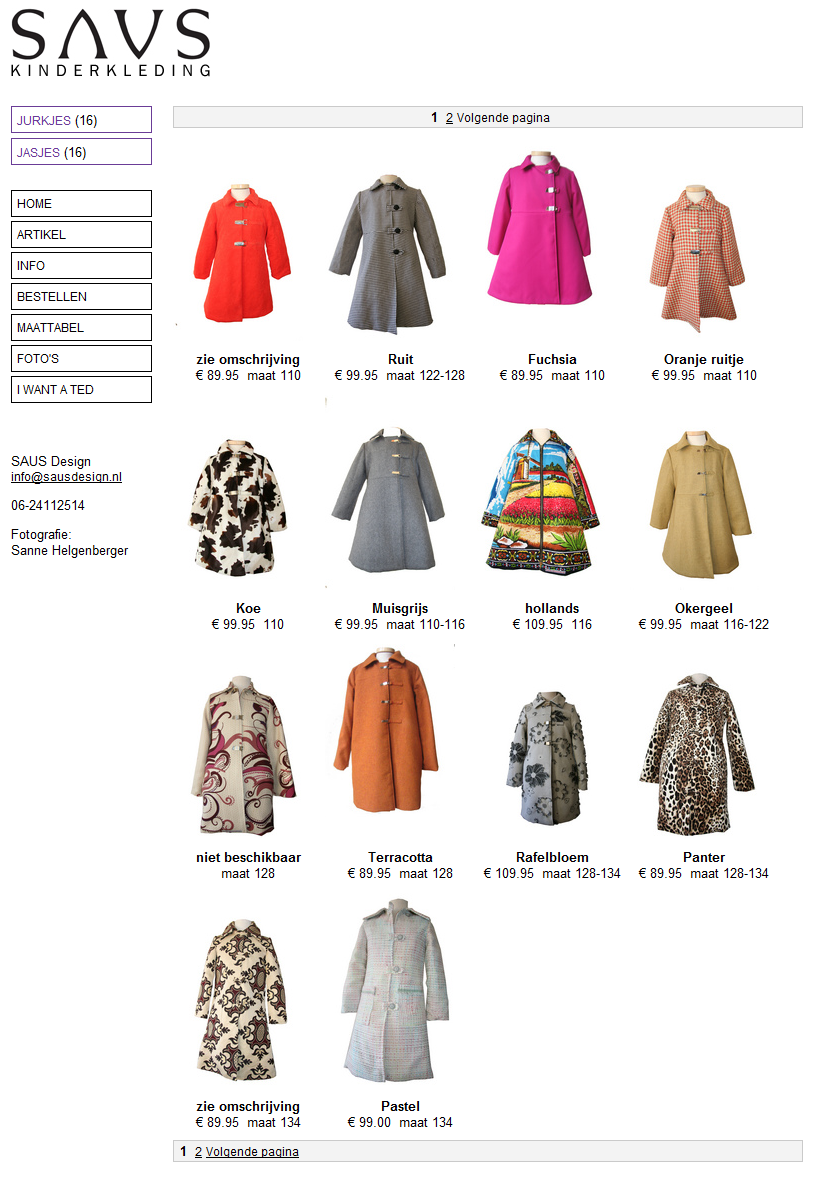 SAUS
KINDERKLEDING
JURKJES (16)
JASJES (16)
HOME
ARTIKEL
INFO
BESTELLEN
MAATTABEL
FOTO'S
I WANT A TED
SAUS Design
info@sausdesign.nl
06-24112514
Fotografie:
Sanne Helgenberger
1 2 Volgende pagina
zie omschrijving
€ 89.95 maat 110
Ruit
€ 99.95 maat 122-128
Fuchsia
€ 89.95 maat 110
Oranje ruitje
€ 99.95 maat 110
Koe
€ 99.95 110
Muisgrijs
€ 99.95 maat 110-116
hollands
€ 109.95 116
Okergeel
€ 99.95 maat 116-122
niet beschikbaar
maat 128
Terracotta
€ 89.95 maat 128
Rafelbloem
€ 109.95 maat 128-134
Panter
€ 89.95 maat 128-134
zie omschrijving
€ 89.95 maat 134
Pastel
€ 99.00 maat 134
1 2 Volgende pagina